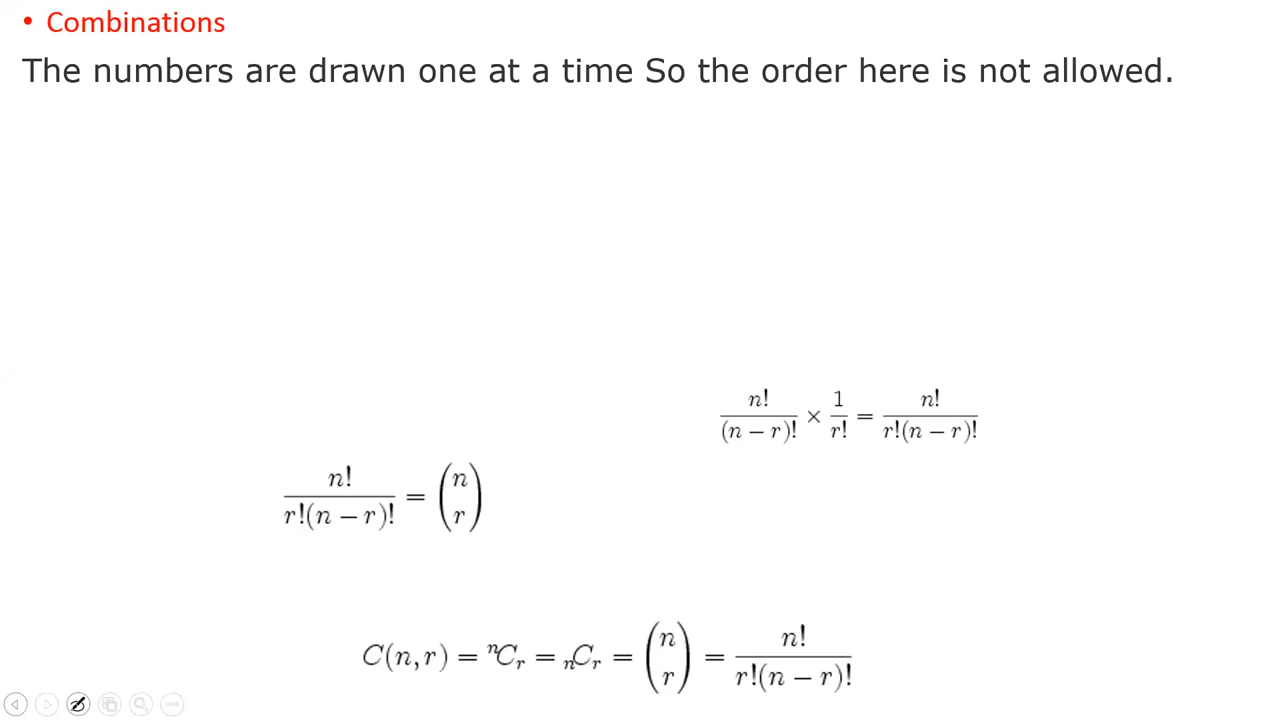 • Combinations
The numbers are drawn one at a time So the order here is not allowed.
n!/(n − r)! × 1/r! = n!/r!(n − r)!
n!/r!(n − r)! = (n r)
C(n, r) = ⁿCᵣ = ₙCᵣ = (n r) = n!/r!(n − r)!